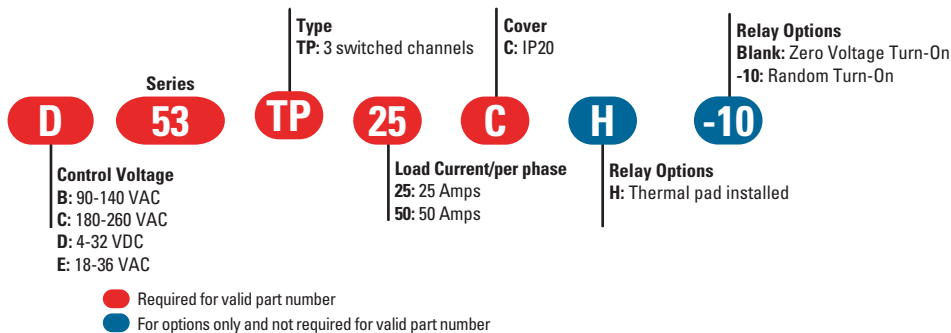 Type
TP: 3 switched channels
Cover
C: IP20
Relay Options
Blank: Zero Voltage Turn-On
-10: Random Turn-On
Series
D
53
TP
25
C
H
-10
Control Voltage
B: 90-140 VAC
C: 180-260 VAC
D: 4-32 VDC
E: 18-36 VAC
Load Current/per phase
25: 25 Amps
50: 50 Amps
Relay Options
H: Thermal pad installed
Required for valid part number
For options only and not required for valid part number